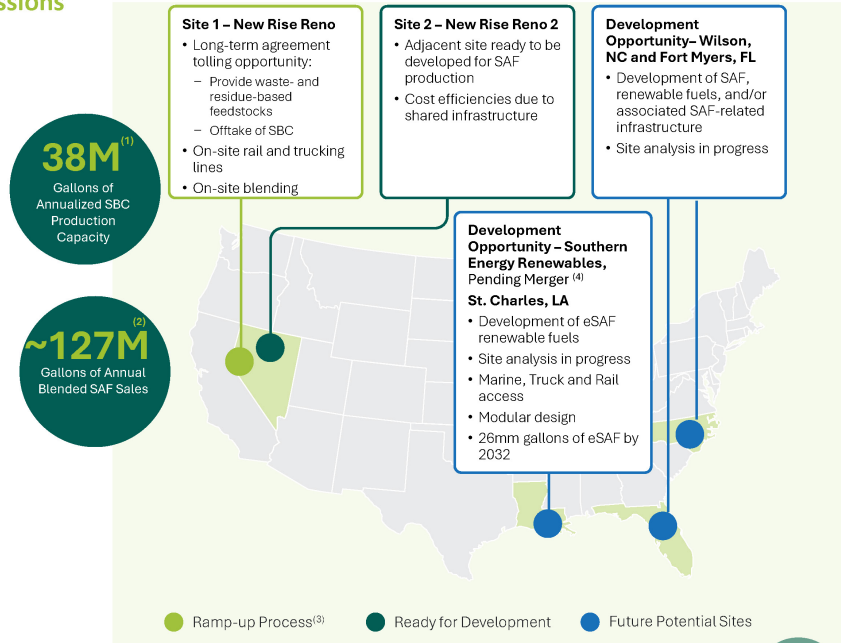 38M(1)
Gallons of
Annualized SBC
Production
Capacity
~127M(2)
Gallons of Annual
Blended SAF Sales
Site 1 – New Rise Reno
• Long-term agreement
tolling opportunity:
– Provide waste- and
residue-based
feedstocks
– Offtake of SBC
• On-site rail and trucking
lines
• On-site blending
Site 2 – New Rise Reno 2
• Adjacent site ready to be
developed for SAF
production
• Cost efficiencies due to
shared infrastructure
Development
Opportunity– Wilson,
NC and Fort Myers, FL
• Development of SAF,
renewable fuels, and/or
associated SAF-related
infrastructure
• Site analysis in progress
Development
Opportunity – Southern
Energy Renewables,
Pending Merger (4)
St. Charles, LA
• Development of eSAF
renewable fuels
• Site analysis in progress
• Marine, Truck and Rail
access
• Modular design
• 26mm gallons of eSAF by
2032
Ramp-up Process(3)
Ready for Development
Future Potential Sites